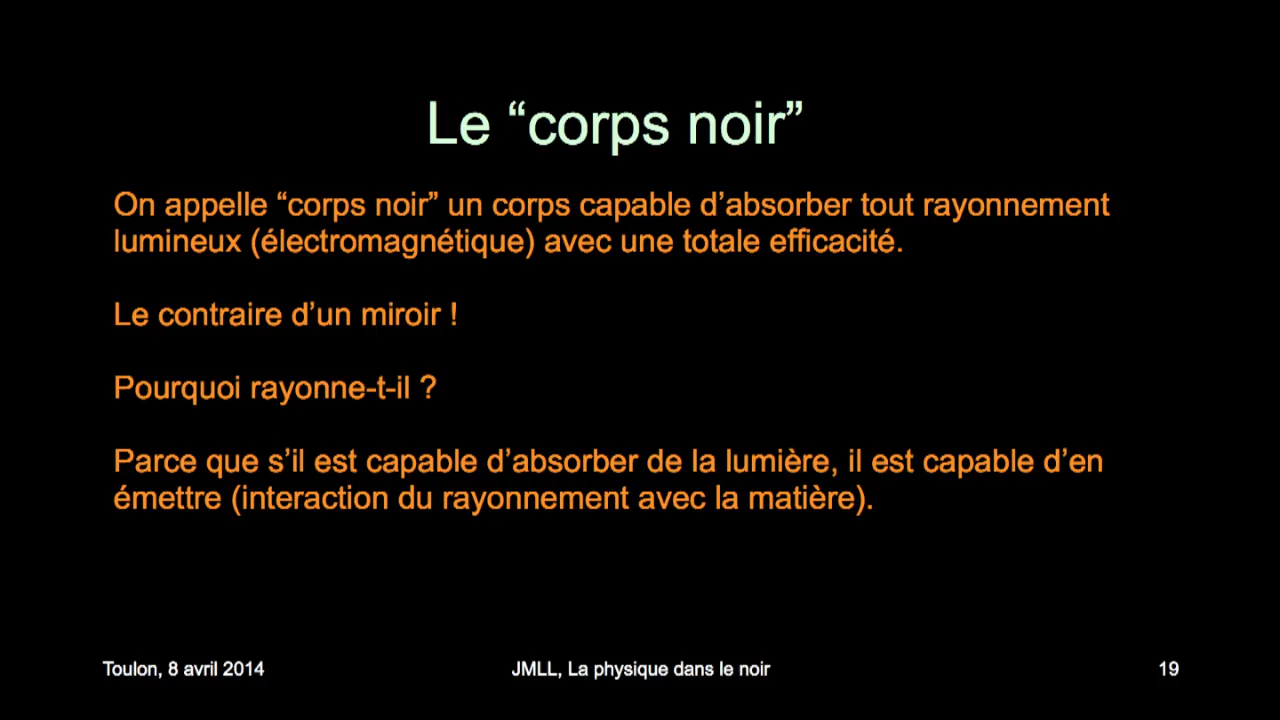 Le “corps noir”
On appelle “corps noir” un corps capable d’absorber tout rayonnement
lumineux (électromagnétique) avec une totale efficacité.
Le contraire d’un miroir !
Pourquoi rayonne-t-il ?
Parce que s’il est capable d’absorber de la lumière, il est capable d’en
émettre (interaction du rayonnement avec la matière).
Toulon, 8 avril 2014
JMLL, La physique dans le noir
19